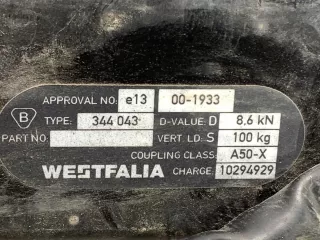 APPROVAL NO: e13 00-1933
B TYPE: 344 043 D-VALUE D 8,6 kN
PART NO VERT. LD. S 100 kg
COUPLING CLASS: A50-X
WESTFALIA CHARGE: 10294929